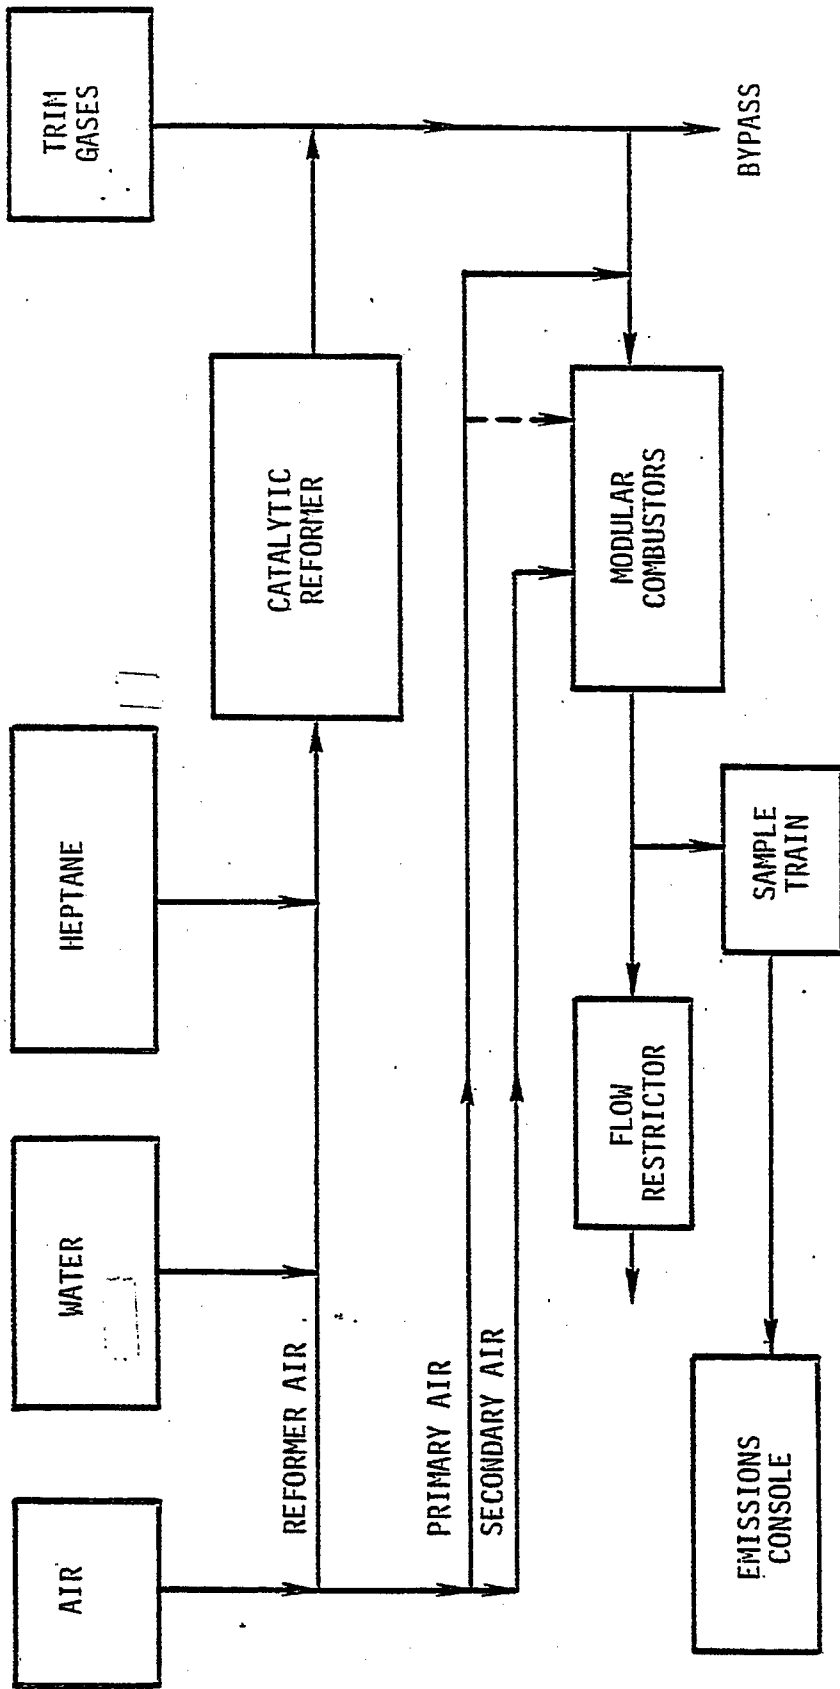 AIR
WATER
HEPTANE
TRIM
GASES
REFORMER AIR
CATALYTIC
REFORMER
PRIMARY AIR
SECONDARY AIR
BYPASS
MODULAR
COMBUSTORS
FLOW
RESTRICTOR
SAMPLE
TRAIN
EMISSIONS
CONSOLE